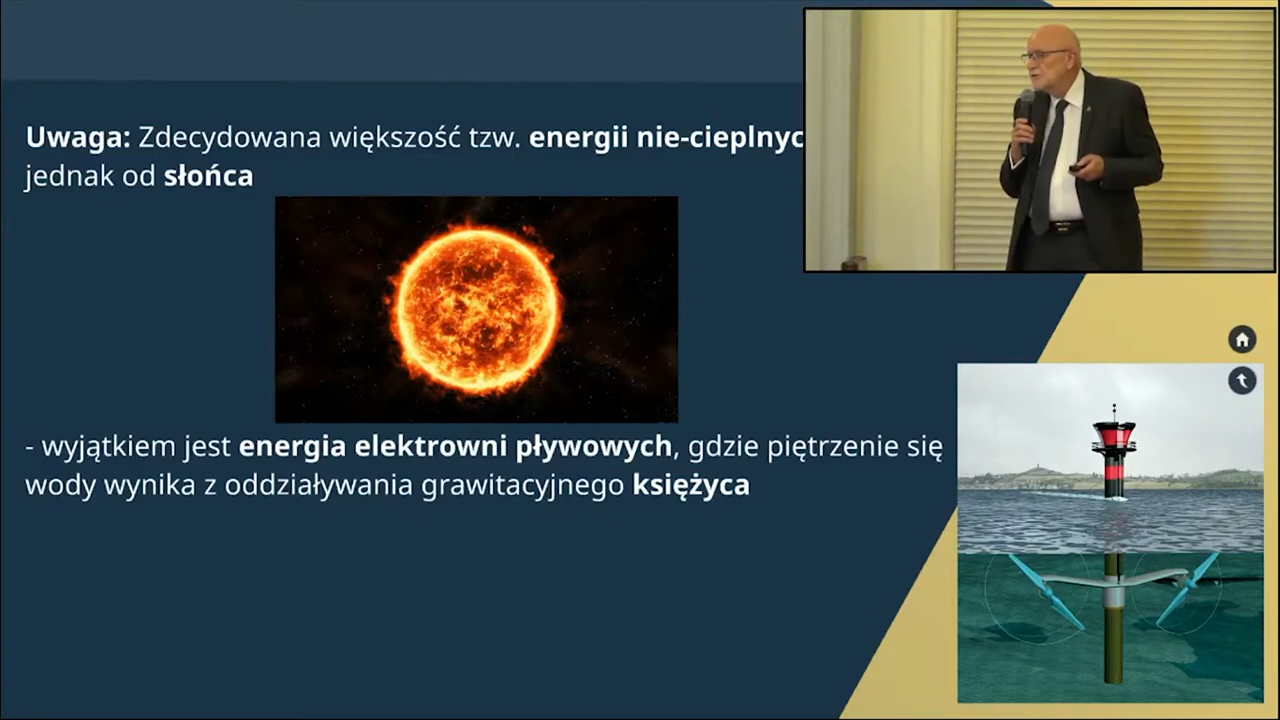 Uwaga: Zdecydowana większość tzw. energii nie-cieplnyc
jednak od słońca
- wyjątkiem jest energia elektrowni pływowych, gdzie piętrzenie się
wody wynika z oddziaływania grawitacyjnego księżyca